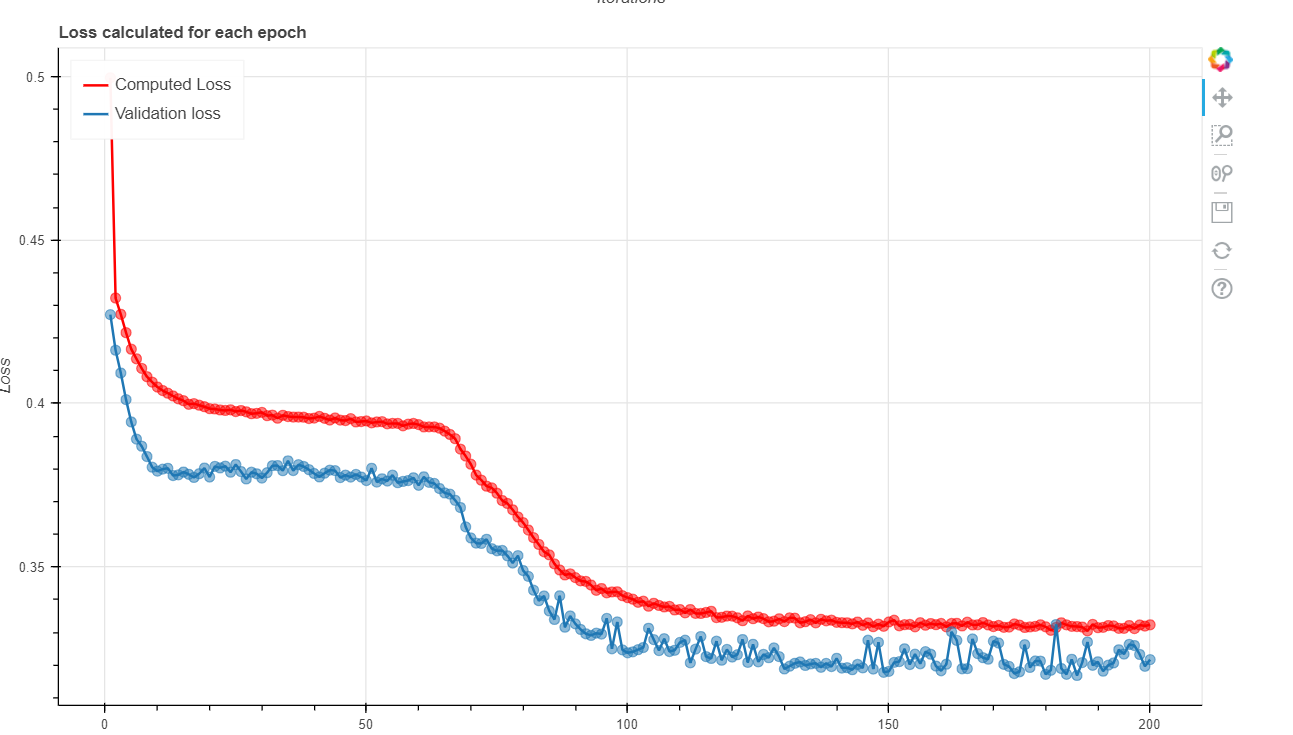 Iterations
Loss calculated for each epoch
Computed Loss
Validation loss
0.5
0.45
0.4
0.35
Loss
0
50
100
150
200